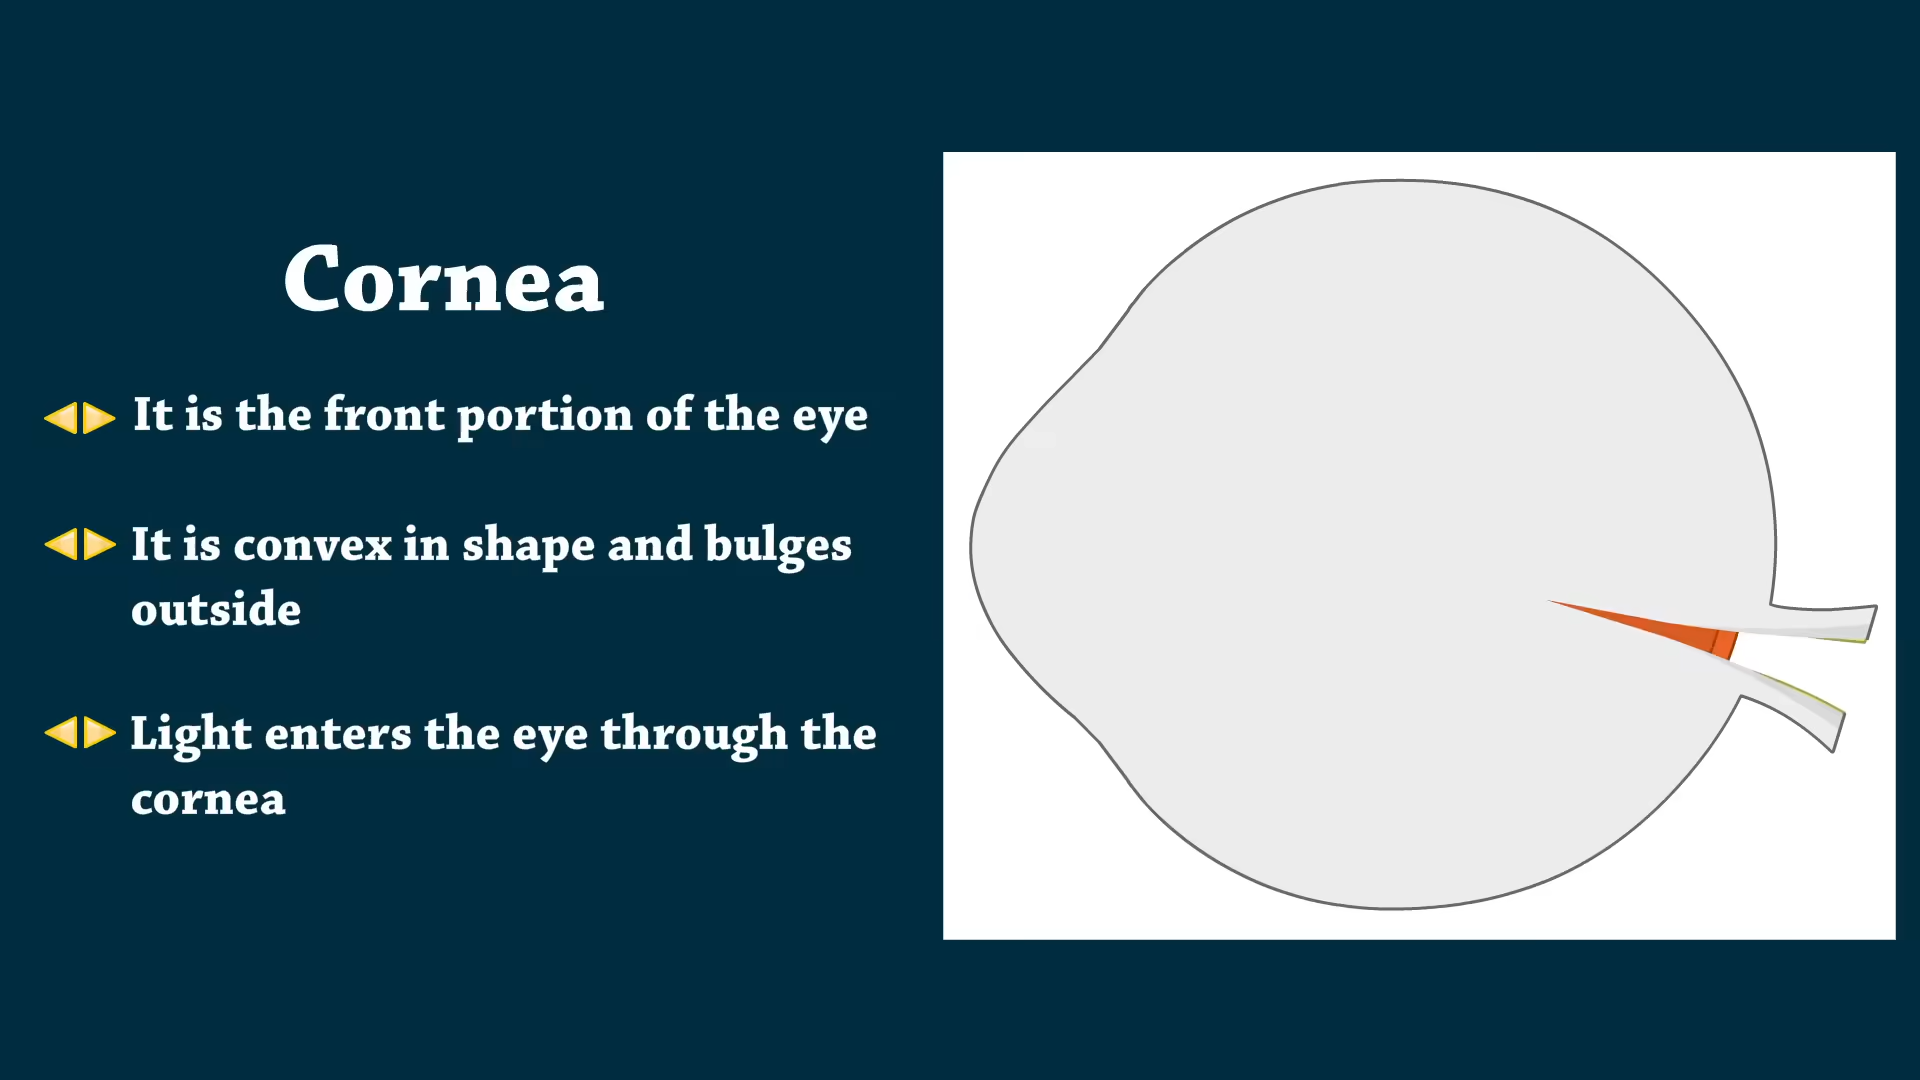 Cornea
It is the front portion of the eye
It is convex in shape and bulges
outside
Light enters the eye through the
cornea